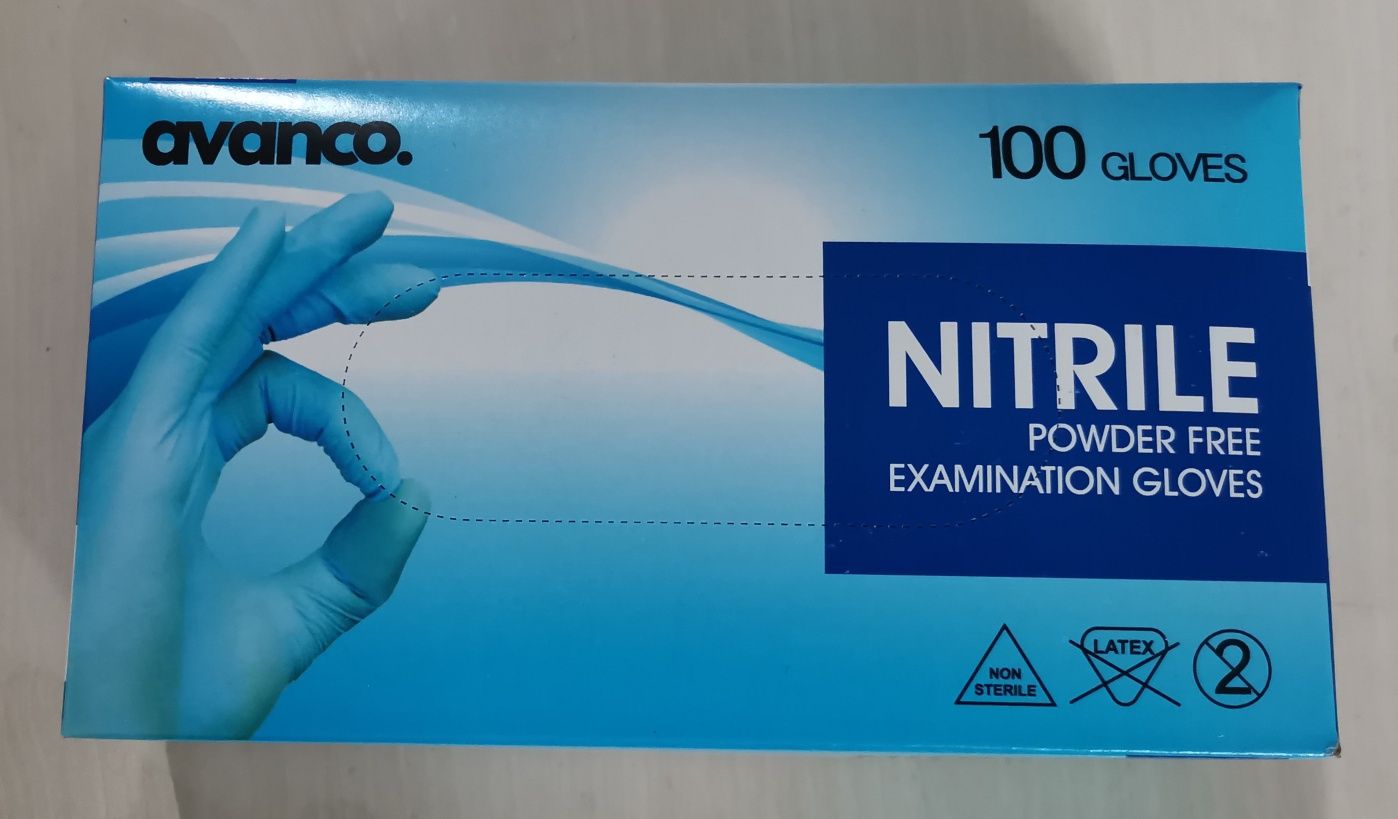 avanco.
100 GLOVES
NITRILE
POWDER FREE
EXAMINATION GLOVES
NON
STERILE
LATEX
2